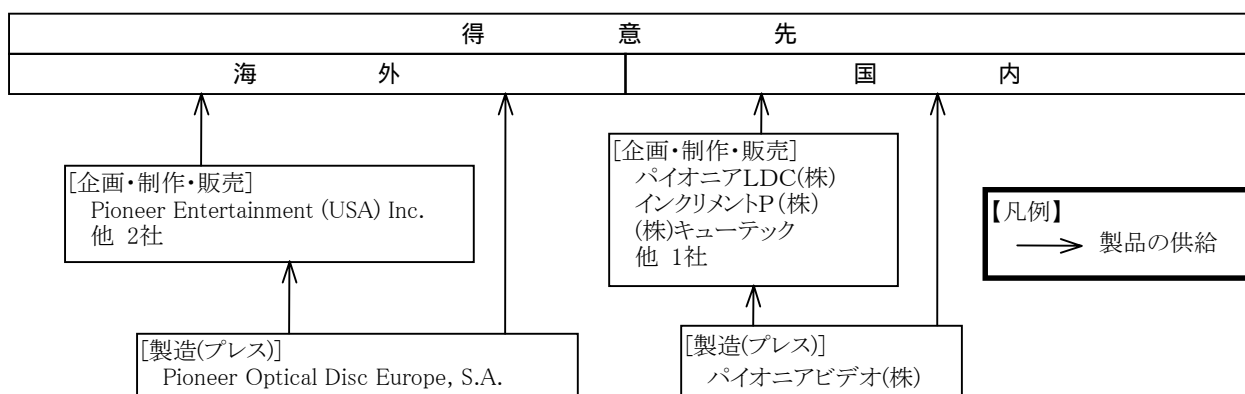 得意先
海外
国内
[企画・制作・販売]
Pioneer Entertainment (USA) Inc.
他 2社
[企画・制作・販売]
パイオニアLDC(株)
インクリメントP(株)
(株)キューテック
他 1社
【凡例】
製品の供給
[製造(プレス)]
Pioneer Optical Disc Europe, S.A.
[製造(プレス)]
パイオニアビデオ(株)